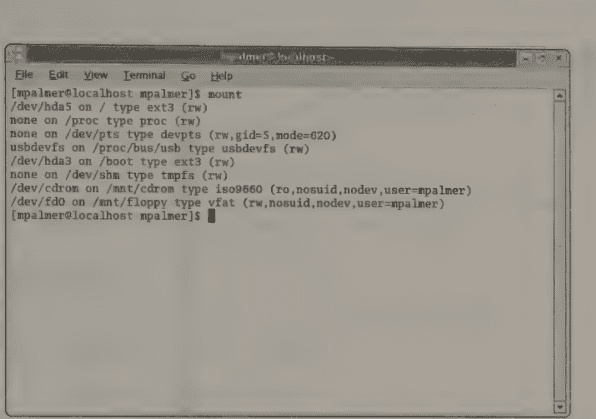 mpalmer@localhost:~
File Edit View Terminal Go Help
[mpalmer@localhost mpalmer]$ mount
/dev/hda5 on / type ext3 (rw)
none on /proc type proc (rw)
none on /dev/pts type devpts (rw,gid=5,mode=620)
usbdevfs on /proc/bus/usb type usbdevfs (rw)
/dev/hda3 on /boot type ext3 (rw)
none on /dev/shm type tmpfs (rw)
/dev/cdrom on /mnt/cdrom type iso9660 (ro,nosuid,nodev,user=mpalmer)
/dev/fd0 on /mnt/floppy type vfat (rw,nosuid,nodev,user=mpalmer)
[mpalmer@localhost mpalmer]$